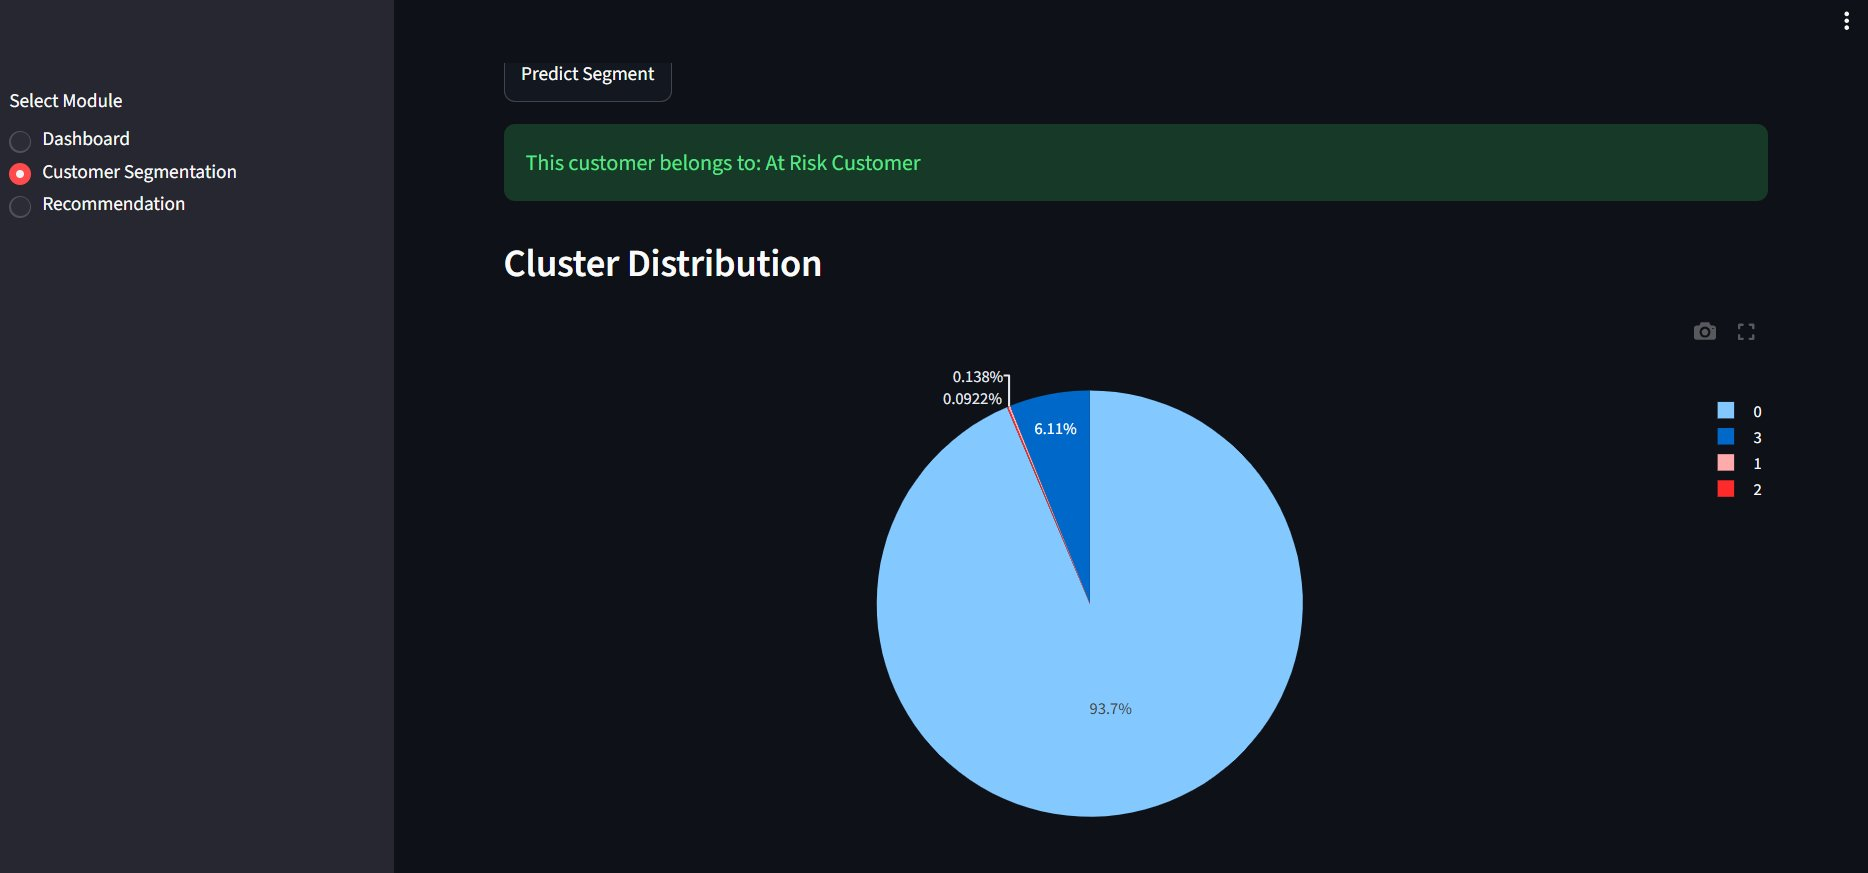 Select Module
Dashboard
Customer Segmentation
Recommendation
Predict Segment
This customer belongs to: At Risk Customer
Cluster Distribution
0.138%
0.0922%
6.11%
93.7%
0
3
1
2